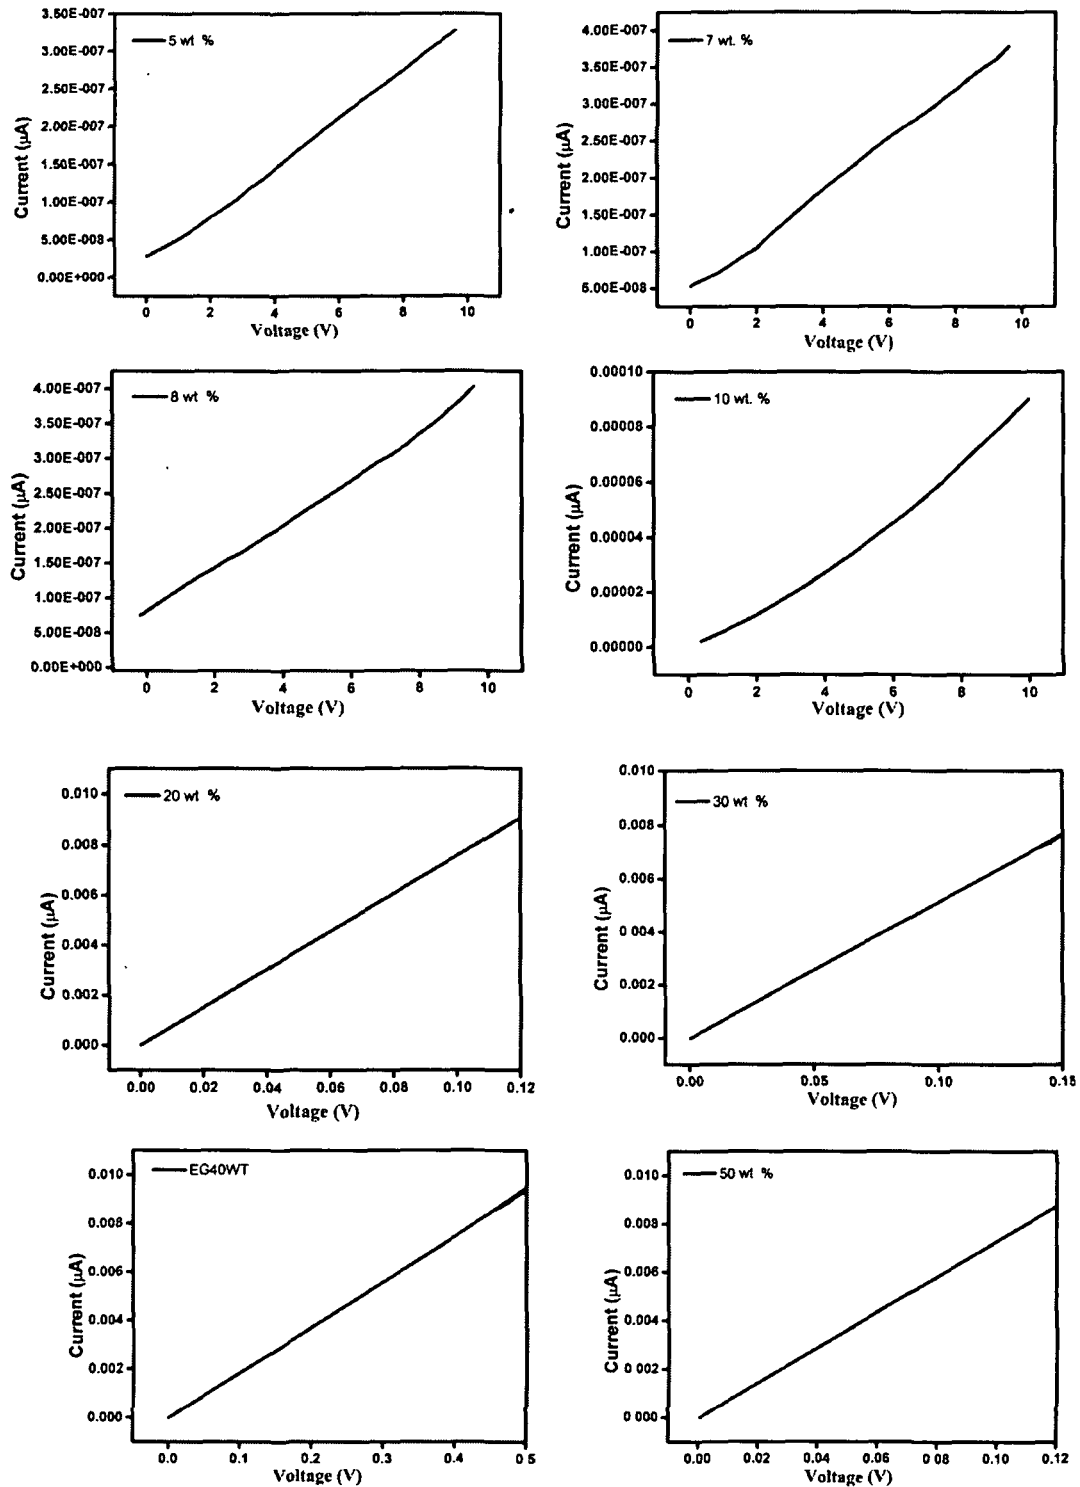 5 wt %
3.50E-007
3.00E-007
2.50E-007
2.00E-007
1.50E-007
1.00E-007
5.00E-008
0.00E+000
Current (μA)
0 2 4 6 8 10
Voltage (V)
7 wt. %
4.00E-007
3.50E-007
3.00E-007
2.50E-007
2.00E-007
1.50E-007
1.00E-007
5.00E-008
Current (μA)
0 2 4 6 8 10
Voltage (V)
8 wt %
4.00E-007
3.50E-007
3.00E-007
2.50E-007
2.00E-007
1.50E-007
1.00E-007
5.00E-008
0.00E+000
Current (μA)
0 2 4 6 8 10
Voltage (V)
10 wt. %
0.00010
0.00008
0.00006
0.00004
0.00002
0.00000
Current (μA)
0 2 4 6 8 10
Voltage (V)
20 wt %
0.010
0.008
0.006
0.004
0.002
0.000
Current (μA)
0.00 0.02 0.04 0.06 0.08 0.10 0.12
Voltage (V)
30 wt %
0.010
0.008
0.006
0.004
0.002
0.000
Current (μA)
0.00 0.05 0.10 0.15
Voltage (V)
EG40WT
0.010
0.008
0.006
0.004
0.002
0.000
Current (μA)
0.0 0.1 0.2 0.3 0.4 0.5
Voltage (V)
50 wt %
0.010
0.008
0.006
0.004
0.002
0.000
Current (μA)
0.00 0.02 0.04 0.06 0.08 0.10 0.12
Voltage (V)